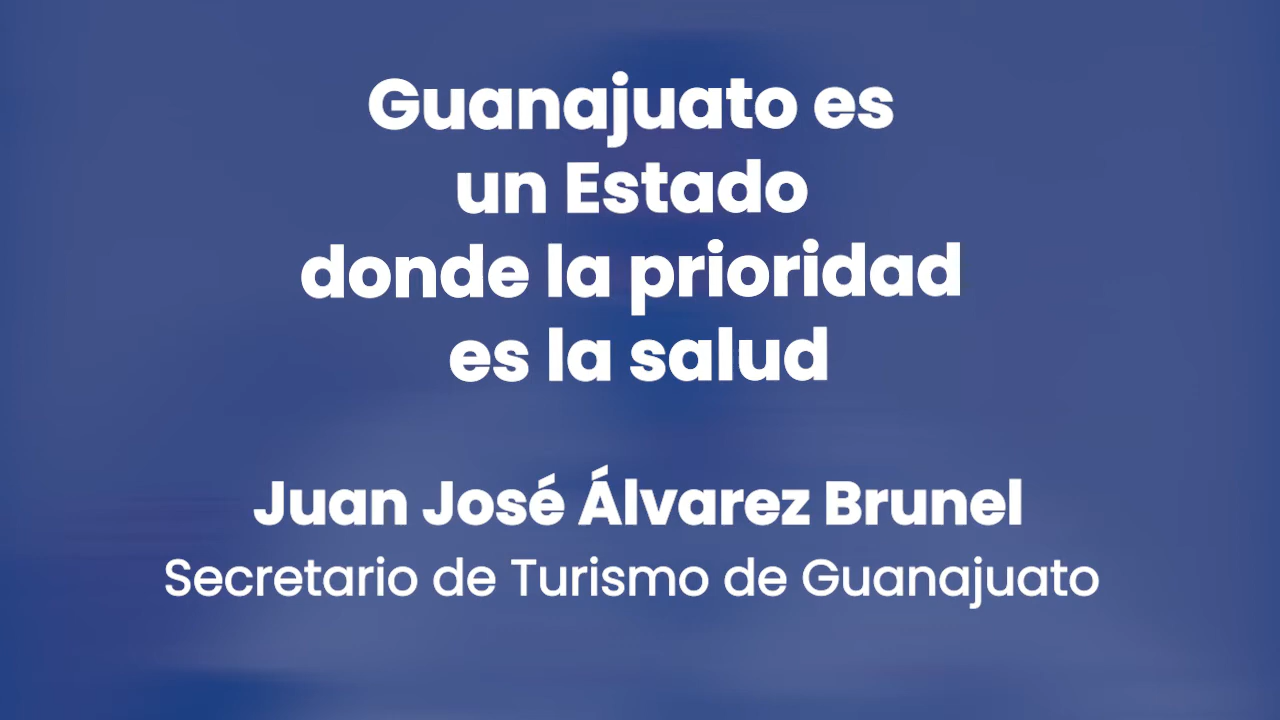 Guanajuato es
un Estado
donde la prioridad
es la salud
Juan José Álvarez Brunel
Secretario de Turismo de Guanajuato